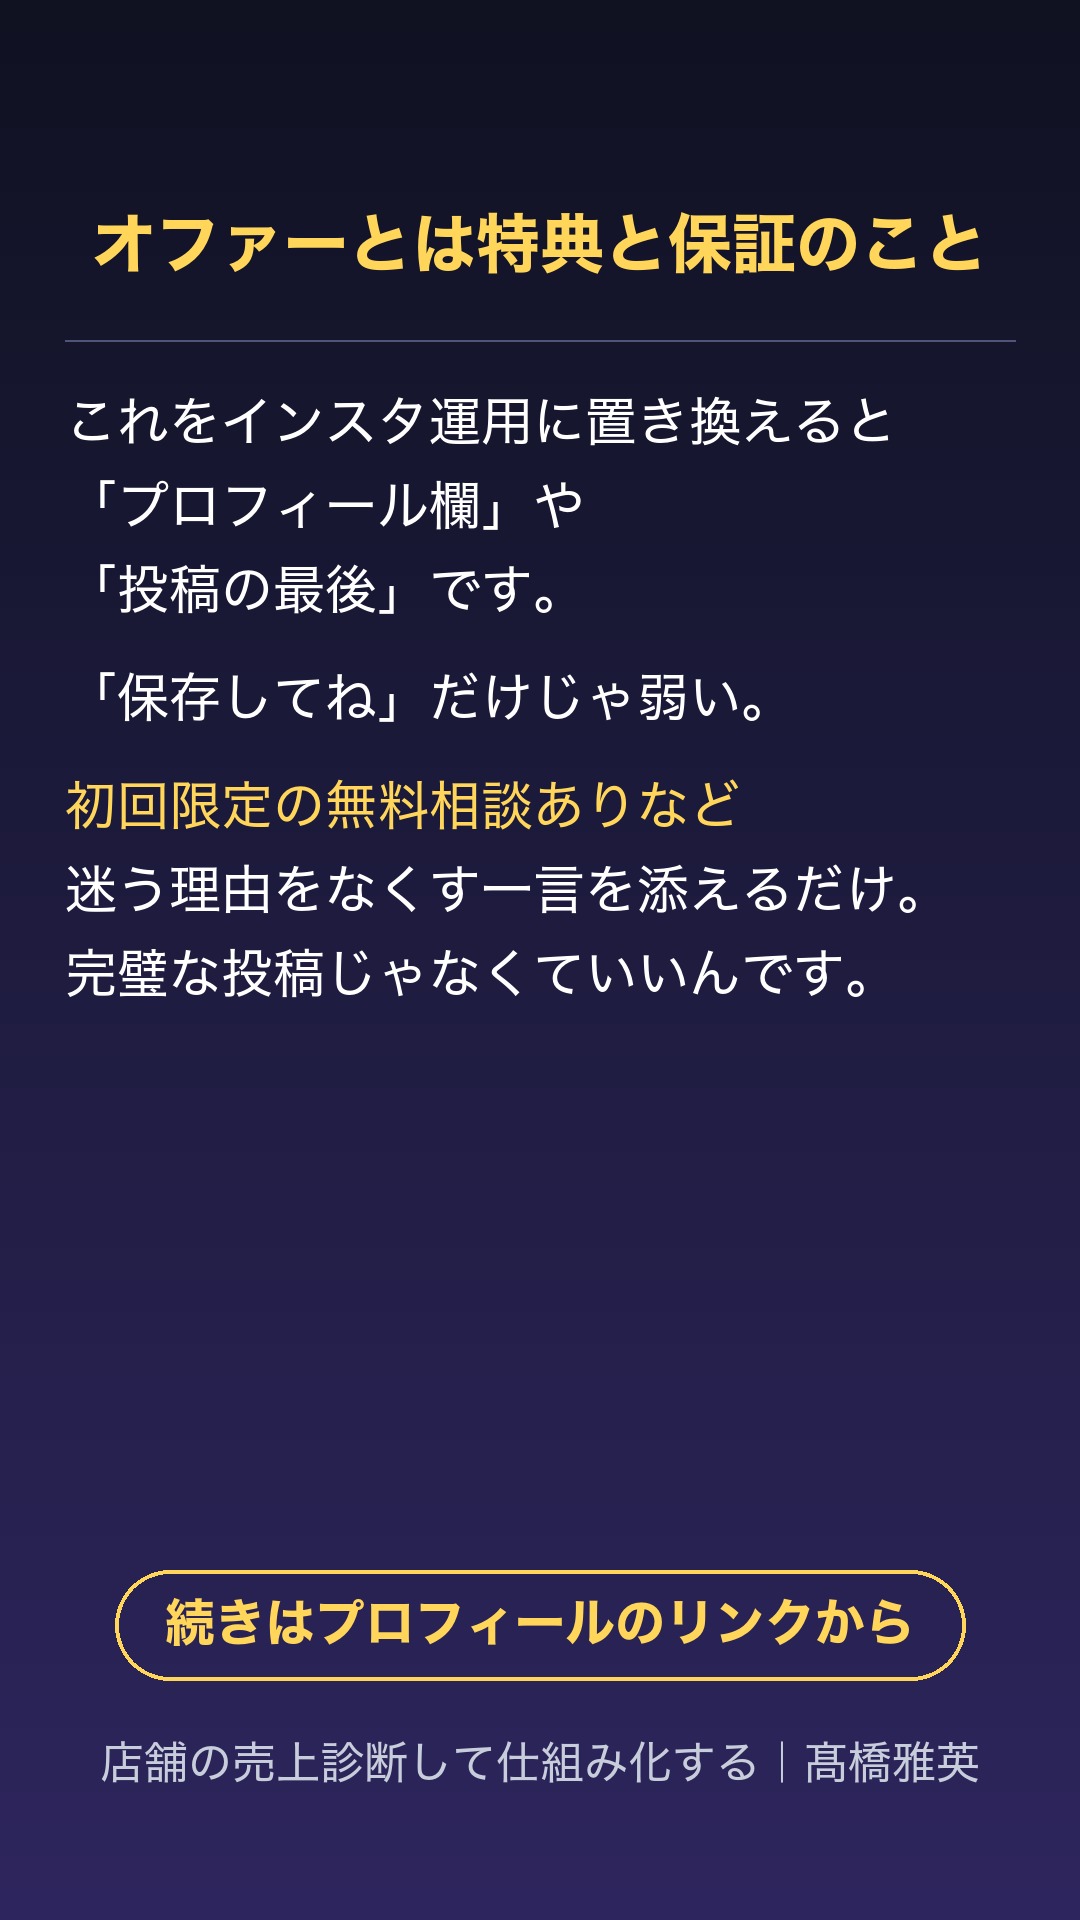 オファーとは特典と保証のこと
これをインスタ運用に置き換えると
「プロフィール欄」や
「投稿の最後」です。
「保存してね」だけじゃ弱い。
初回限定の無料相談ありなど
迷う理由をなくす一言を添えるだけ。
完璧な投稿じゃなくていいんです。
続きはプロフィールのリンクから
店舗の売上診断して仕組み化する｜髙橋雅英